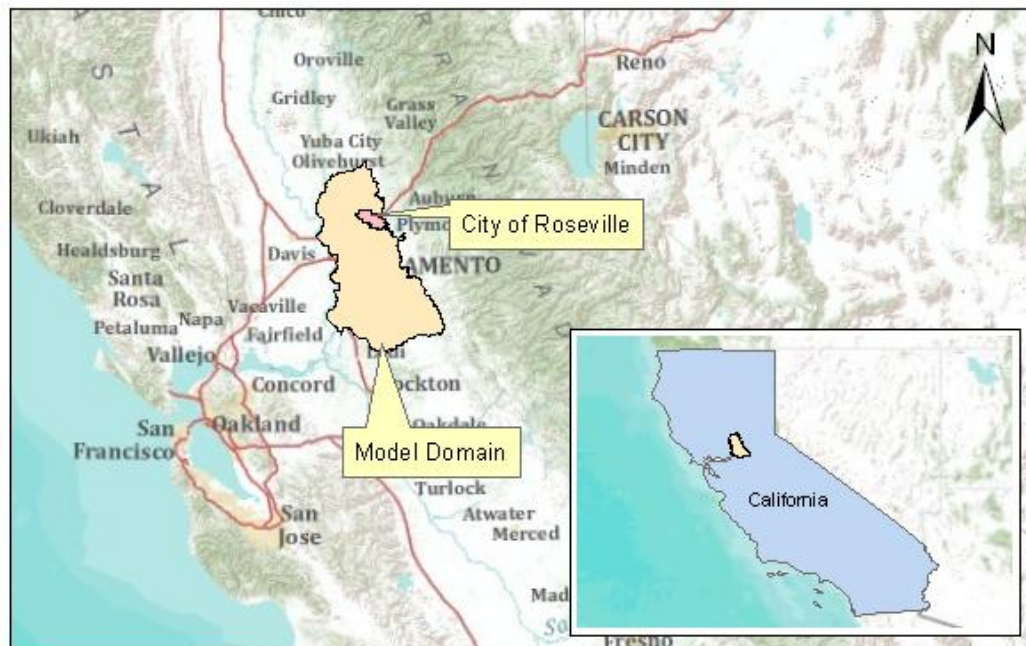 Chico
Oroville
Gridley
Grass
Valley
Reno
N
CARSON
CITY
Minden
Ukiah
Yuba City
Olivehurst
Auburn
Cloverdale
City of Roseville
Healdsburg
Davis
AMENTO
Santa
Rosa
Vacaville
Petaluma
Napa
Fairfield
Vallejo
Concord
ockton
Oakland
Oakdale
San
Francisco
Model Domain
Turlock
San
Jose
Atwater
Merced
California
Mad
Fresno
S T A L
R A N
D A